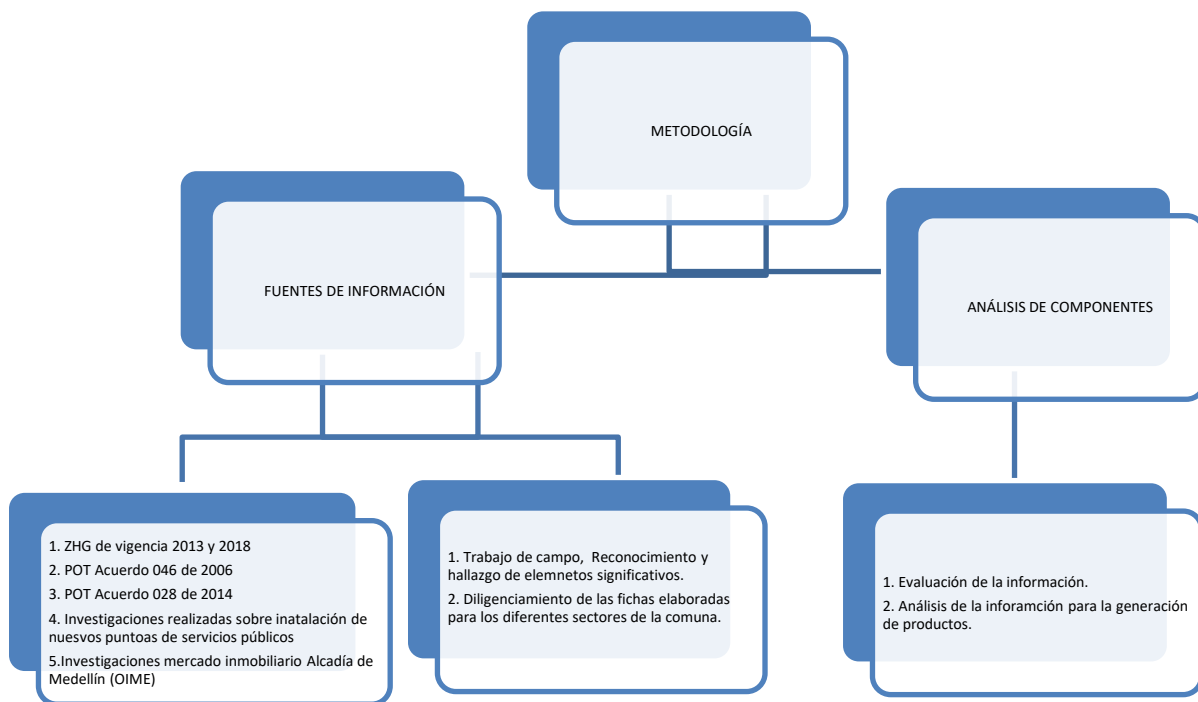 METODOLOGÍA
FUENTES DE INFORMACIÓN
ANÁLISIS DE COMPONENTES
1. ZHG de vigencia 2013 y 2018
2. POT Acuerdo 046 de 2006
3. POT Acuerdo 028 de 2014
4. Investigaciones realizadas sobre inatalación de
nuesvos puntoas de servicios públicos
5.Investigaciones mercado inmobiliario Alcadía de
Medellín (OIME)
1. Trabajo de campo, Reconocimiento y
hallazgo de elemnetos significativos.
2. Diligenciamiento de las fichas elaboradas
para los diferentes sectores de la comuna.
1. Evaluación de la información.
2. Análisis de la inforamción para la generación
de productos.